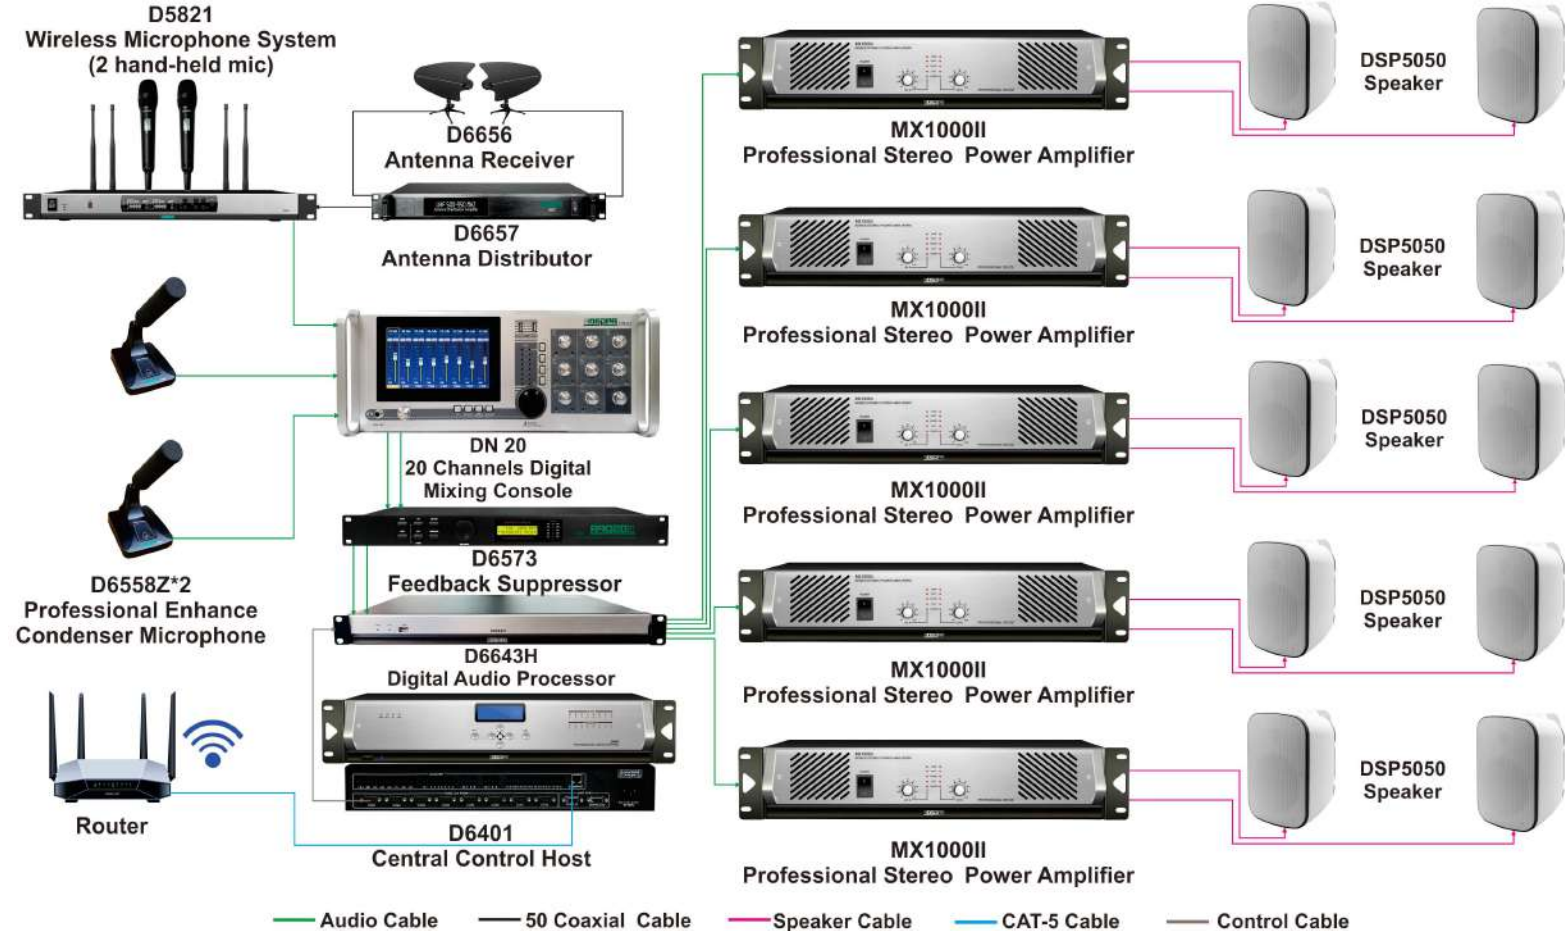 D5821
Wireless Microphone System
(2 hand-held mic)
D6656
Antenna Receiver
D6657
Antenna Distributor
DN 20
20 Channels Digital
Mixing Console
D6573
Feedback Suppressor
D6558Z*2
Professional Enhance
Condenser Microphone
D6643H
Digital Audio Processor
Router
D6401
Central Control Host
MX1000II
Professional Stereo Power Amplifier
DSP5050
Speaker
MX1000II
Professional Stereo Power Amplifier
DSP5050
Speaker
MX1000II
Professional Stereo Power Amplifier
DSP5050
Speaker
MX1000II
Professional Stereo Power Amplifier
DSP5050
Speaker
MX1000II
Professional Stereo Power Amplifier
DSP5050
Speaker
Audio Cable
50 Coaxial Cable
Speaker Cable
CAT-5 Cable
Control Cable